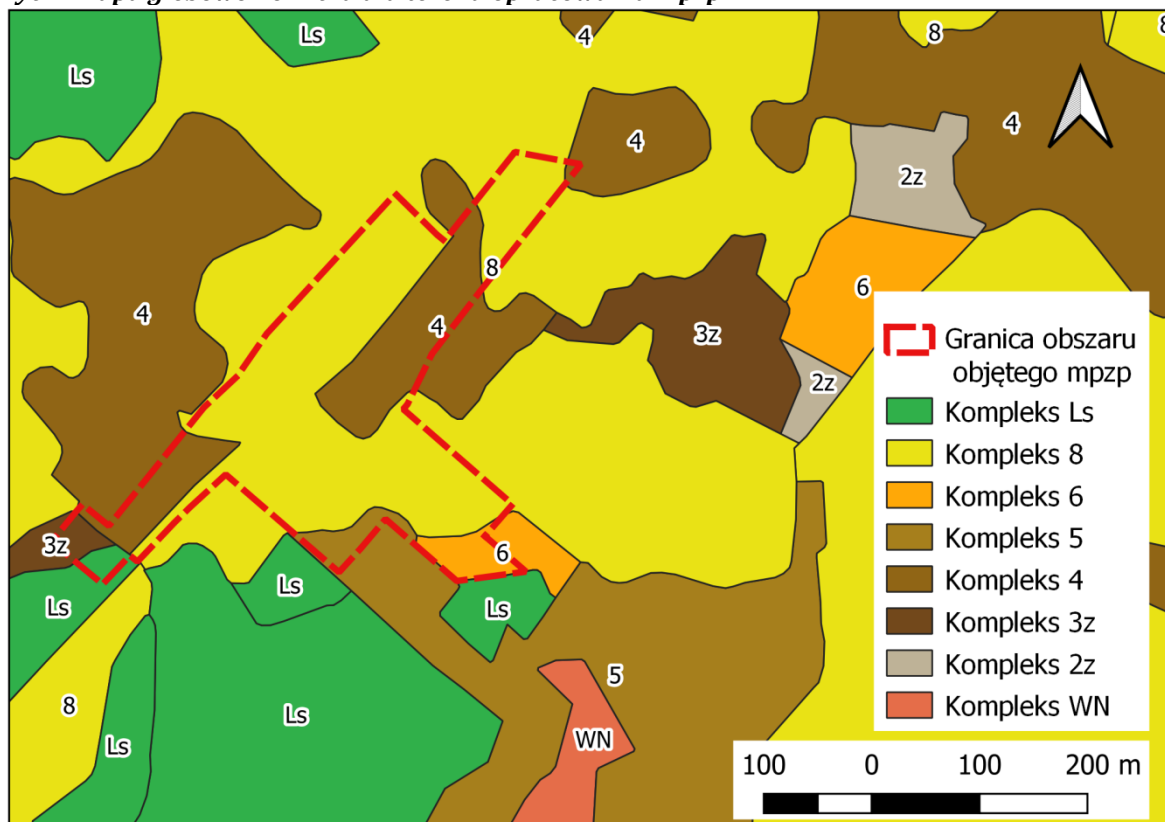 Ls
Ls
4
8
8
4
4
2z
4
8
6
4
3z
4
2z
3z
6
Ls
Ls
Ls
5
8
Ls
Ls
WN
Granica obszaru
objętego mpzp
Kompleks Ls
Kompleks 8
Kompleks 6
Kompleks 5
Kompleks 4
Kompleks 3z
Kompleks 2z
Kompleks WN
100 0 100 200 m